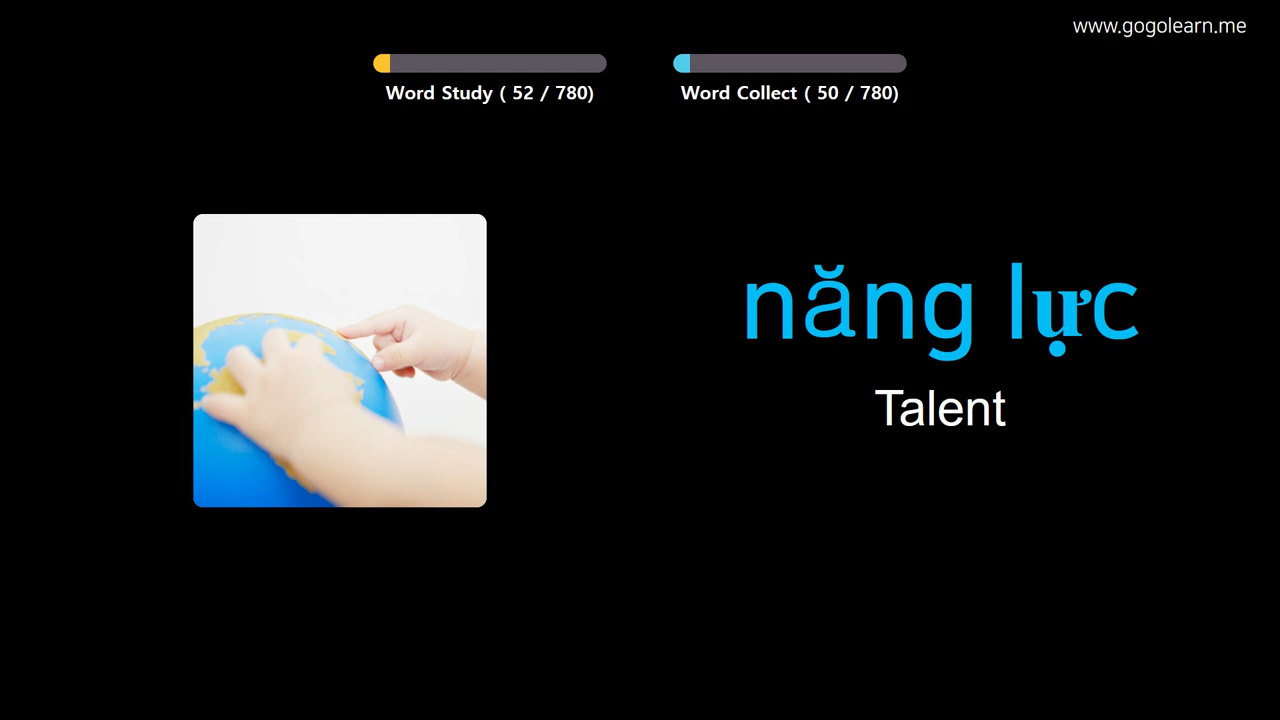 www.gogolearn.me
Word Study ( 52 / 780)
Word Collect ( 50 / 780)
năng lực
Talent